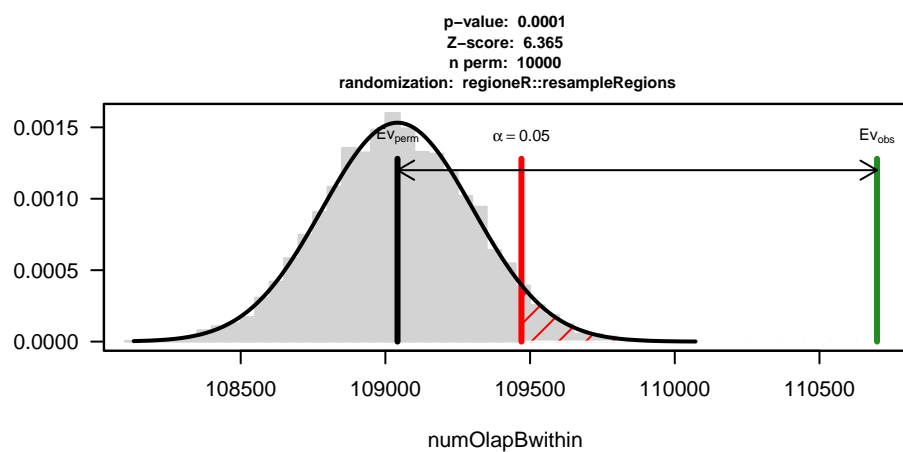 p−value: 0.0001
Z−score: 6.365
n perm: 10000
randomization: regioneR::resampleRegions
0.0015
0.0010
0.0005
0.0000
Evperm
α = 0.05
Evobs
108500 109000 109500 110000 110500
numOlapBwithin